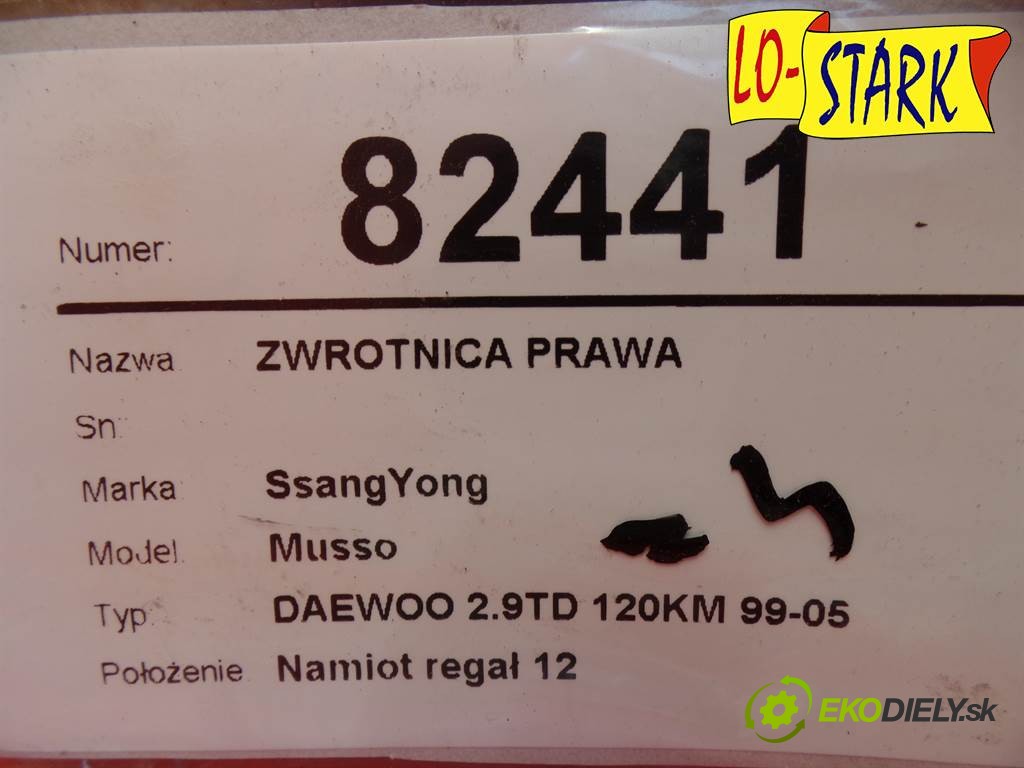 LO-STARK
Numer: 82441
Nazwa ZWROTNICA PRAWA
Sn:
Marka SsangYong
Model. Musso
Typ: DAEWOO 2.9TD 120KM 99-05
Położenie Namiot regał 12
EKODIELY.sk